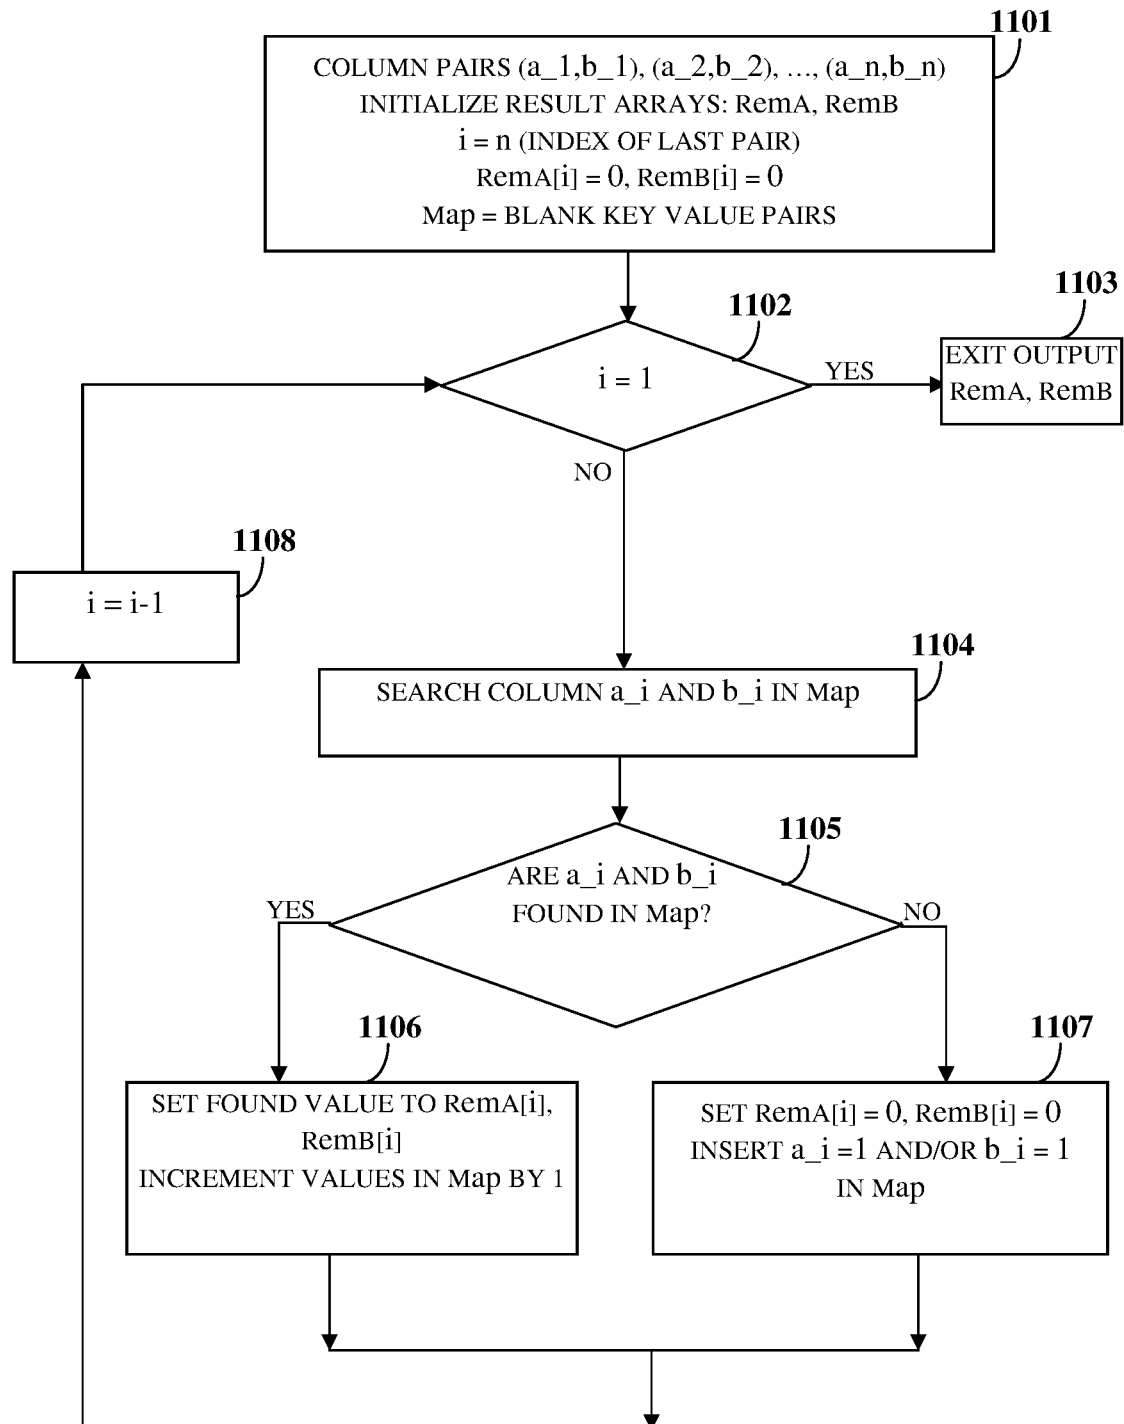 1101
COLUMN PAIRS (a_1,b_1), (a_2,b_2), ..., (a_n,b_n)
INITIALIZE RESULT ARRAYS: RemA, RemB
i = n (INDEX OF LAST PAIR)
RemA[i] = 0, RemB[i] = 0
Map = BLANK KEY VALUE PAIRS
1102
1103
i = 1
YES
EXIT OUTPUT
RemA, RemB
NO
1108
i = i-1
1104
SEARCH COLUMN a_i AND b_i IN Map
1105
ARE a_i AND b_i
FOUND IN Map?
YES
NO
1106
SET FOUND VALUE TO RemA[i],
RemB[i]
INCREMENT VALUES IN Map BY 1
1107
SET RemA[i] = 0, RemB[i] = 0
INSERT a_i =1 AND/OR b_i = 1
IN Map